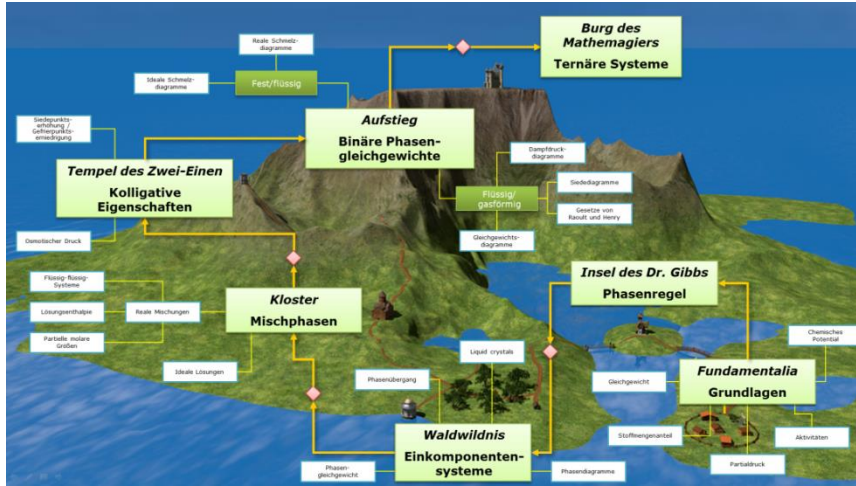 Burg des
Mathemagiers
Ternäre Systeme
Reale Schmelz-
diagramme
Ideale Schmelz-
diagramme
Fest/flüssig
Aufstieg
Binäre Phasen-
gleichgewichte
Siedepunkts-
erhöhung /
Gefrierpunkts-
erniedrigung
Tempel des Zwei-Einen
Kolligative
Eigenschaften
Osmotischer Druck
Dampfdruck-
diagramme
Flüssig/
gasförmig
Siedediagramme
Gesetze von
Raoult und Henry
Gleichgewichts-
diagramme
Flüssig-flüssig-
Systeme
Lösungsenthalpie
Partielle molare
Größen
Reale Mischungen
Ideale Lösungen
Kloster
Mischphasen
Insel des Dr. Gibbs
Phasenregel
Chemisches
Potential
Fundamentalia
Grundlagen
Gleichgewicht
Stoffmengenanteil
Partialdruck
Aktivitäten
Liquid crystals
Phasenübergang
Waldwildnis
Einkomponenten-
systeme
Phasen-
gleichgewicht
Phasendiagramme